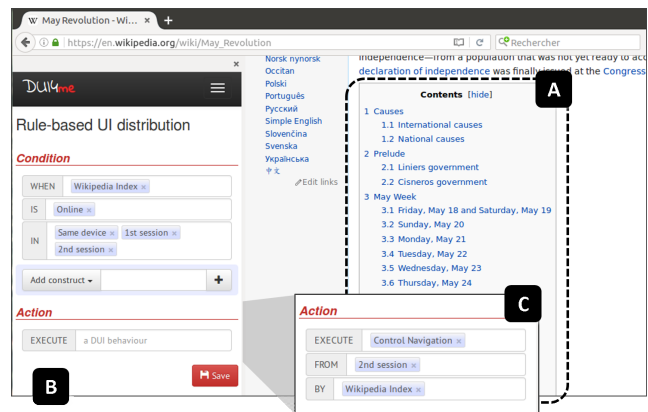 W May Revolution - Wi... × +
https://en.wikipedia.org/wiki/May_Revolution
Rechercher
×
DUI4me
Rule-based UI distribution
Condition
WHEN Wikipedia Index ×
IS Online ×
IN Same device × 1st session ×
2nd session ×
Add construct +
Action
EXECUTE a DUI behaviour
Save
B
Norsk nynorsk
Occitan
Polski
Português
Русский
Simple English
Slovenčina
Svenska
Українська
中文
Edit links
independence—from a population that was not yet ready to acc
declaration of independence was finally issued at the Congress
A
Contents [hide]
1 Causes
1.1 International causes
1.2 National causes
2 Prelude
2.1 Liniers government
2.2 Cisneros government
3 May Week
3.1 Friday, May 18 and Saturday, May 19
3.2 Sunday, May 20
3.3 Monday, May 21
3.4 Tuesday, May 22
3.5 Wednesday, May 23
3.6 Thursday, May 24
C
Action
EXECUTE Control Navigation ×
FROM 2nd session ×
BY Wikipedia Index ×